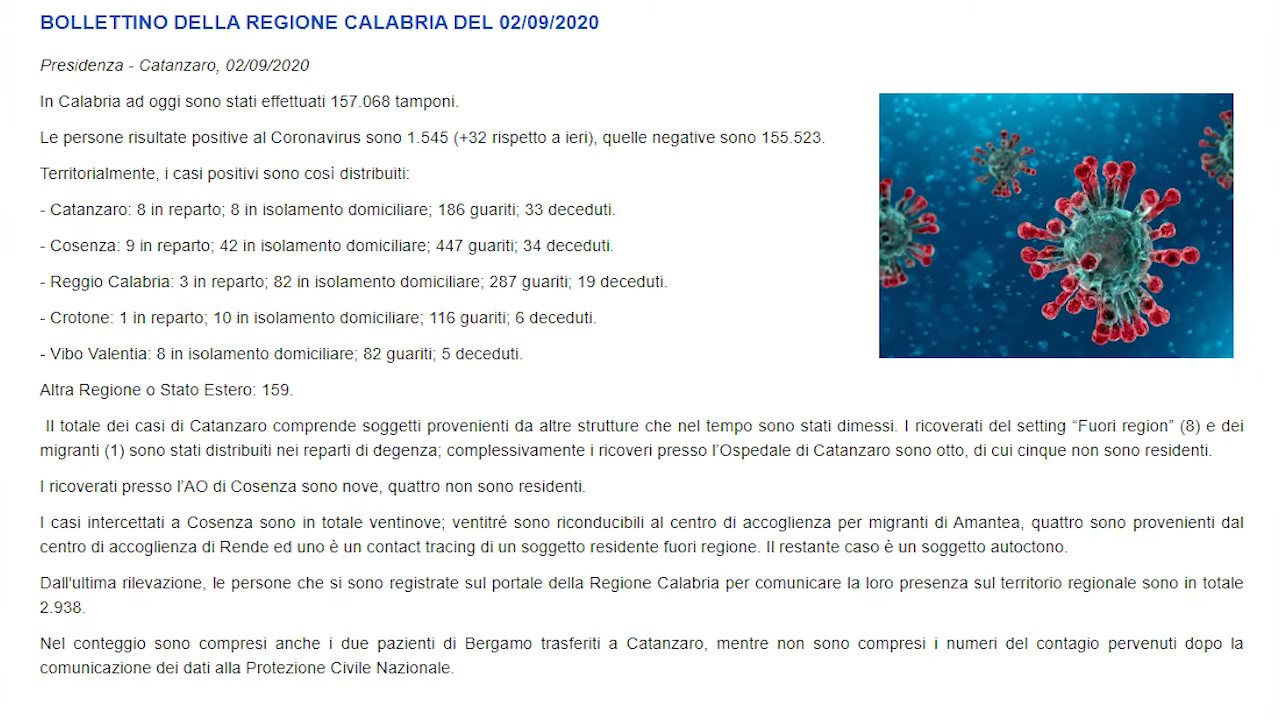 BOLLETTINO DELLA REGIONE CALABRIA DEL 02/09/2020
Presidenza - Catanzaro, 02/09/2020
In Calabria ad oggi sono stati effettuati 157.068 tamponi.
Le persone risultate positive al Coronavirus sono 1.545 (+32 rispetto a ieri), quelle negative sono 155.523.
Territorialmente, i casi positivi sono così distribuiti:
- Catanzaro: 8 in reparto; 8 in isolamento domiciliare; 186 guariti; 33 deceduti.
- Cosenza: 9 in reparto; 42 in isolamento domiciliare; 447 guariti; 34 deceduti.
- Reggio Calabria: 3 in reparto; 82 in isolamento domiciliare; 287 guariti; 19 deceduti.
- Crotone: 1 in reparto; 10 in isolamento domiciliare; 116 guariti; 6 deceduti.
- Vibo Valentia: 8 in isolamento domiciliare; 82 guariti; 5 deceduti.
Altra Regione o Stato Estero: 159.
Il totale dei casi di Catanzaro comprende soggetti provenienti da altre strutture che nel tempo sono stati dimessi. I ricoverati del setting “Fuori region” (8) e dei
migranti (1) sono stati distribuiti nei reparti di degenza; complessivamente i ricoveri presso l’Ospedale di Catanzaro sono otto, di cui cinque non sono residenti.
I ricoverati presso l’AO di Cosenza sono nove, quattro non sono residenti.
I casi intercettati a Cosenza sono in totale ventinove; ventitré sono riconducibili al centro di accoglienza per migranti di Amantea, quattro sono provenienti dal
centro di accoglienza di Rende ed uno è un contact tracing di un soggetto residente fuori regione. Il restante caso è un soggetto autoctono.
Dall'ultima rilevazione, le persone che si sono registrate sul portale della Regione Calabria per comunicare la loro presenza sul territorio regionale sono in totale
2.938.
Nel conteggio sono compresi anche i due pazienti di Bergamo trasferiti a Catanzaro, mentre non sono compresi i numeri del contagio pervenuti dopo la
comunicazione dei dati alla Protezione Civile Nazionale.